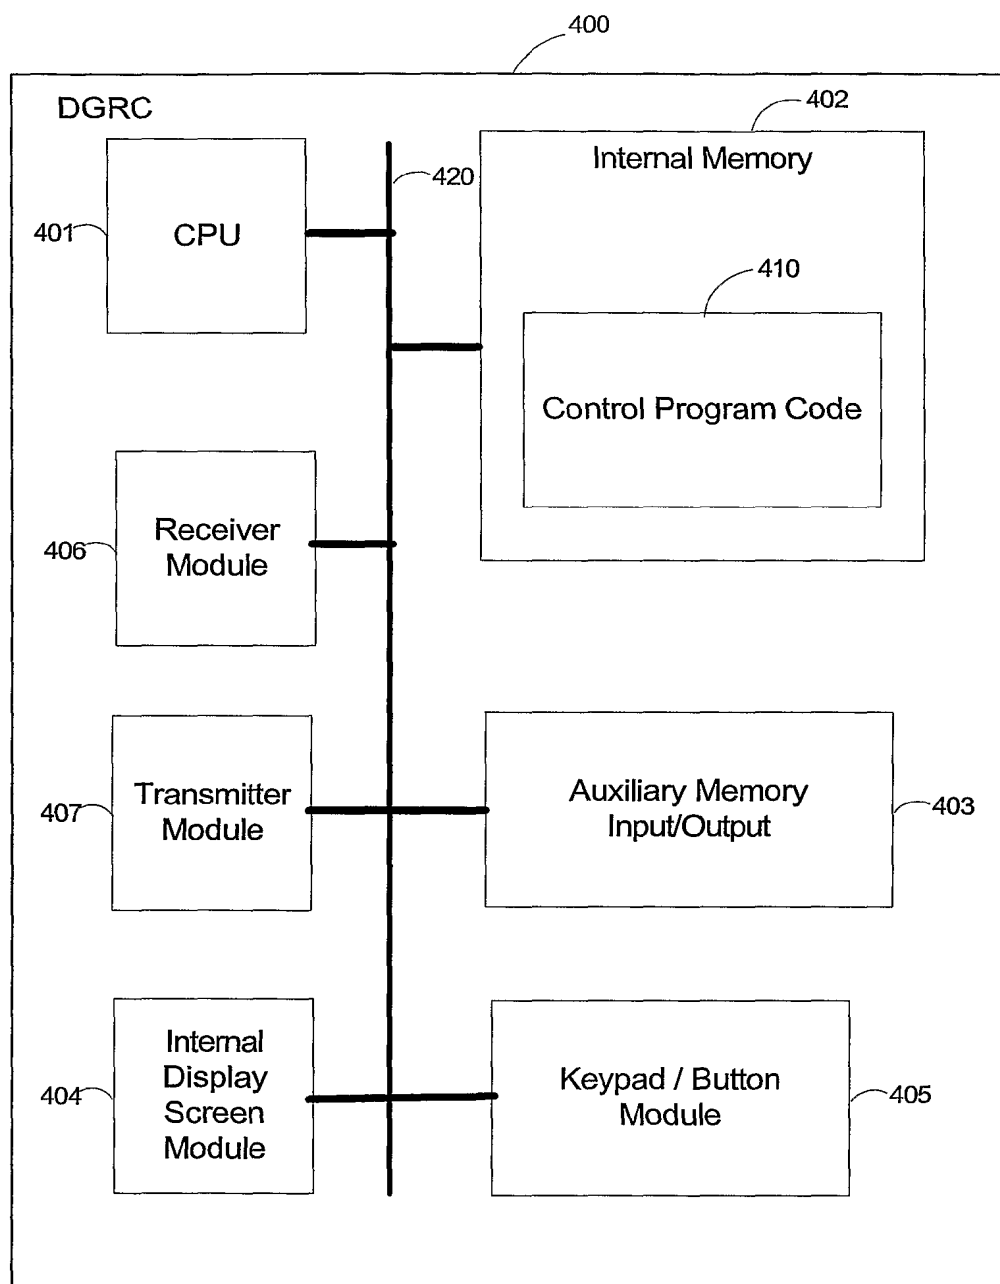 400
DGRC
402
Internal Memory
420
401
CPU
410
Control Program Code
Receiver
Module
406
Transmitter
Module
407
Auxiliary Memory
Input/Output
403
Internal
Display
Screen
Module
404
Keypad / Button
Module
405